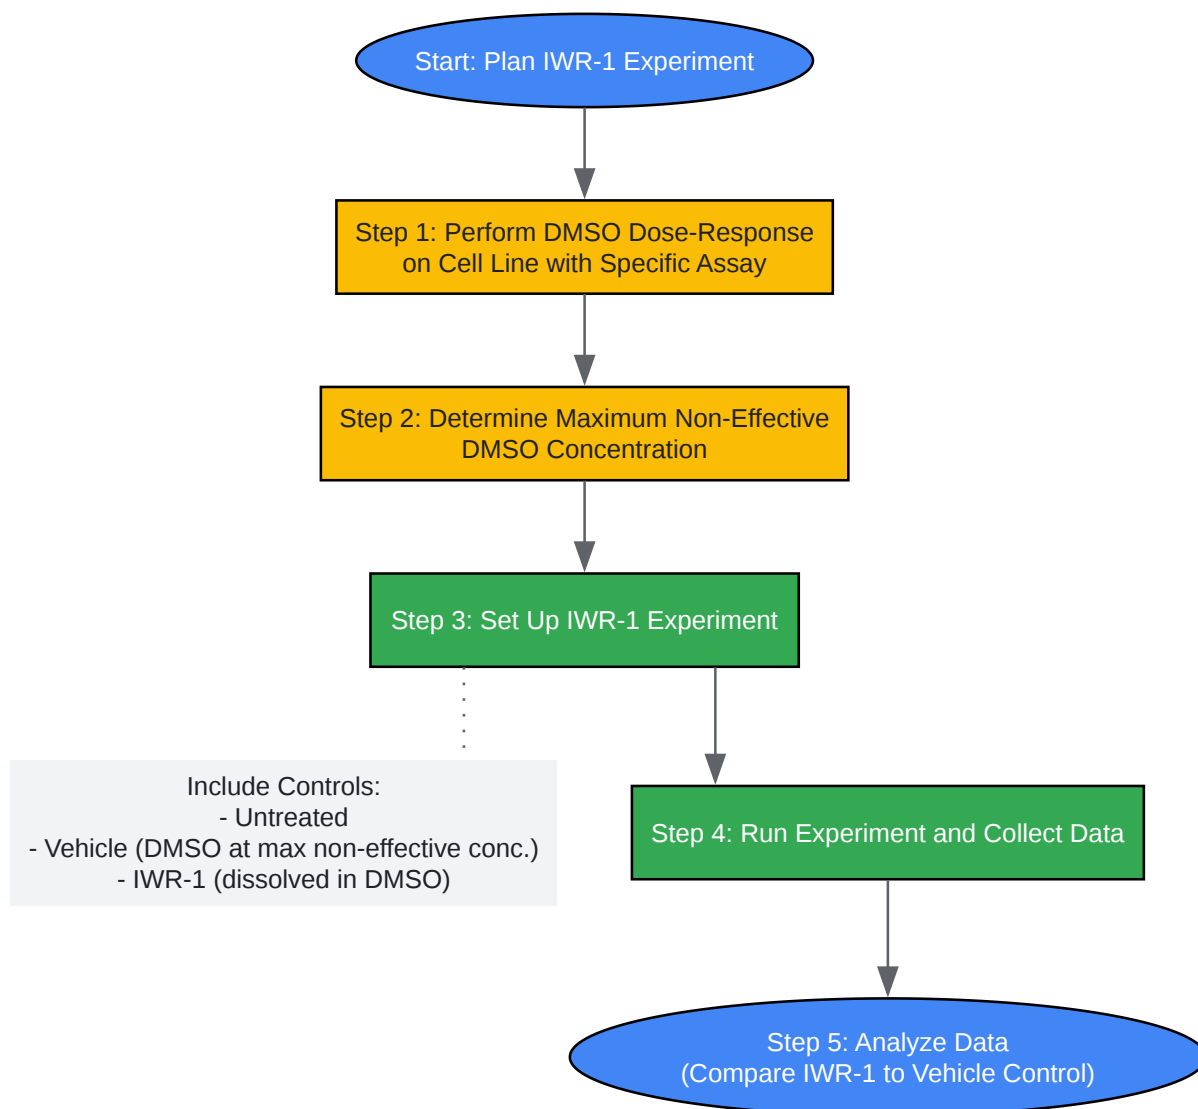 Start: Plan IWR-1 Experiment
Step 1: Perform DMSO Dose-Response
on Cell Line with Specific Assay
Step 2: Determine Maximum Non-Effective
DMSO Concentration
Step 3: Set Up IWR-1 Experiment
Include Controls:
- Untreated
- Vehicle (DMSO at max non-effective conc.)
- IWR-1 (dissolved in DMSO)
Step 4: Run Experiment and Collect Data
Step 5: Analyze Data
(Compare IWR-1 to Vehicle Control)